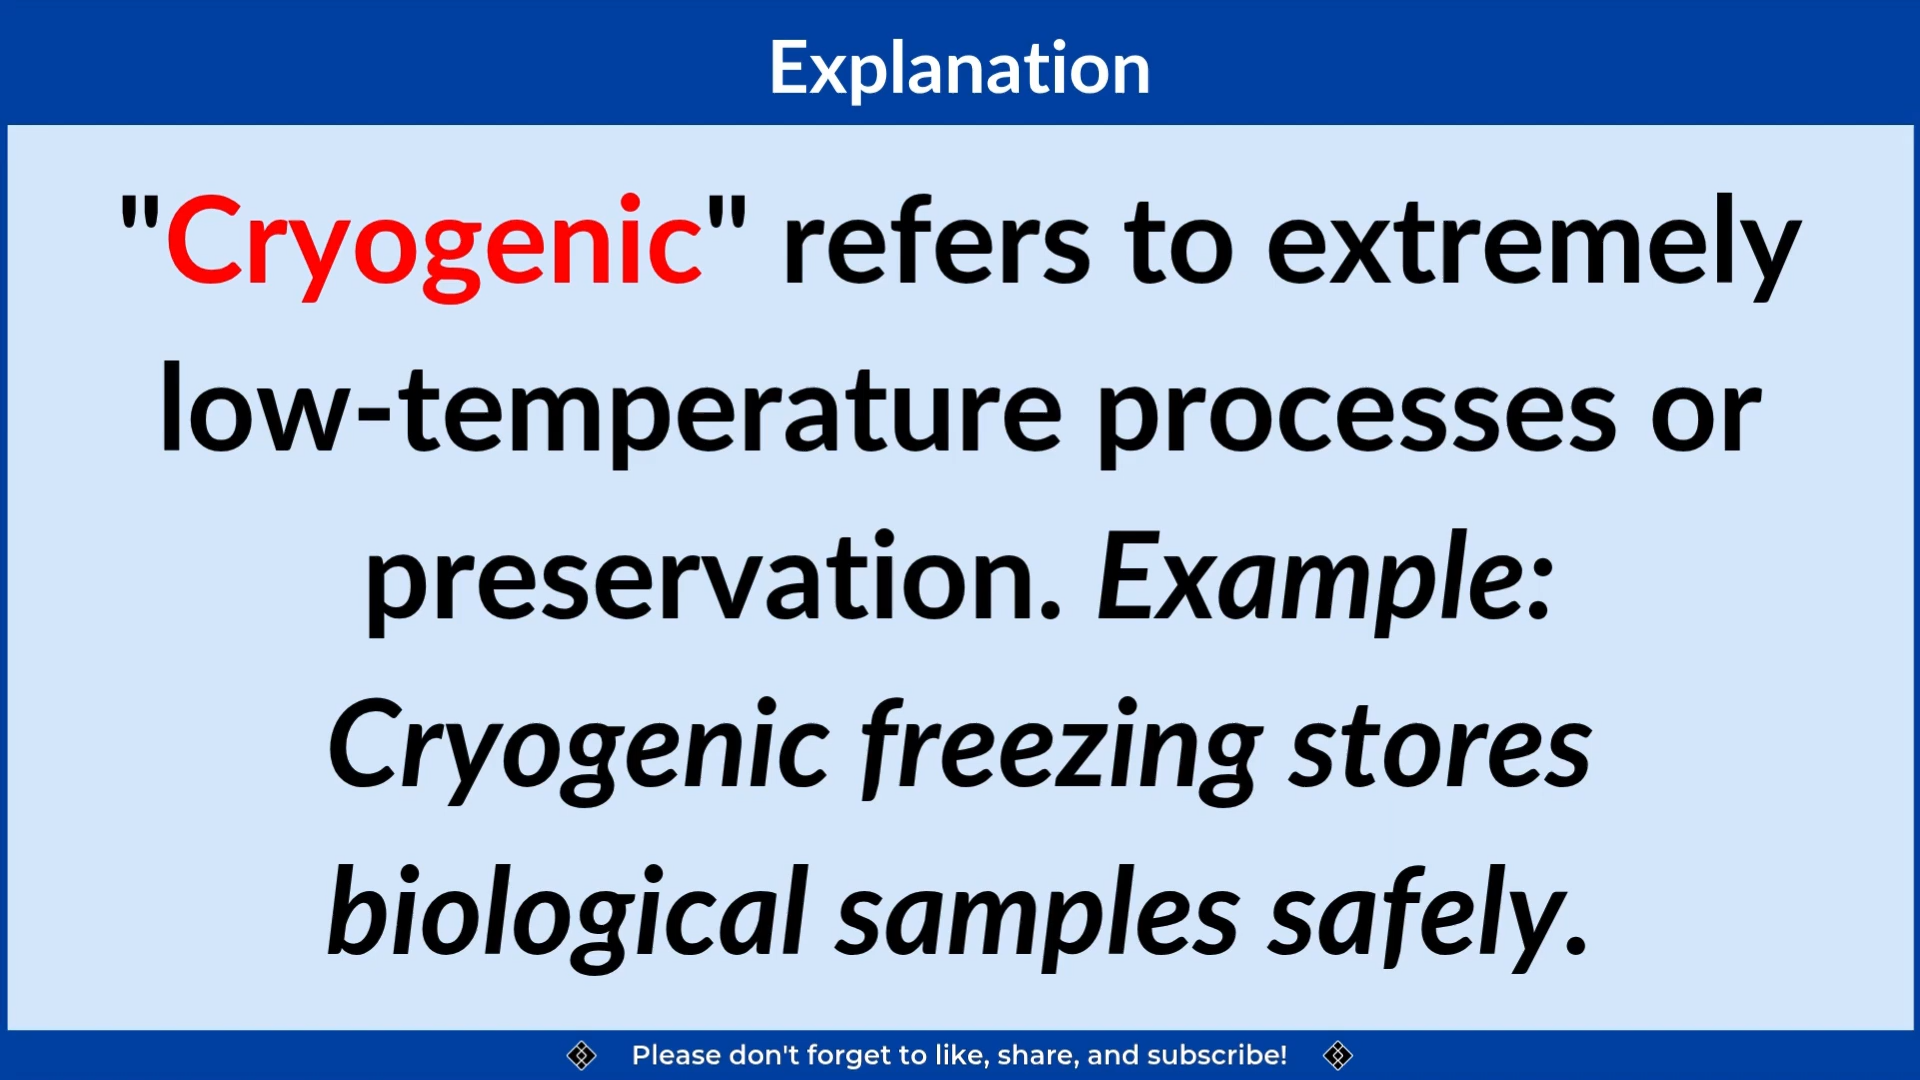 Explanation
"Cryogenic" refers to extremely
low-temperature processes or
preservation. Example:
Cryogenic freezing stores
biological samples safely.
Please don't forget to like, share, and subscribe!